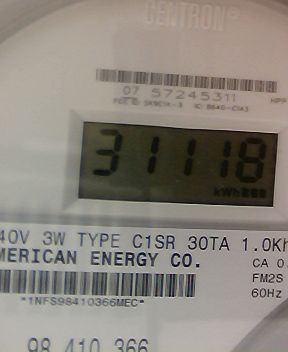 CENTRON®
07 57245311
31118
kWh
40V 3W TYPE C1SR 30TA 1.0Kh
MERICAN ENERGY CO.
CA 0.
FM2S
*1NFS98410366MEC*
60Hz
98 410 366